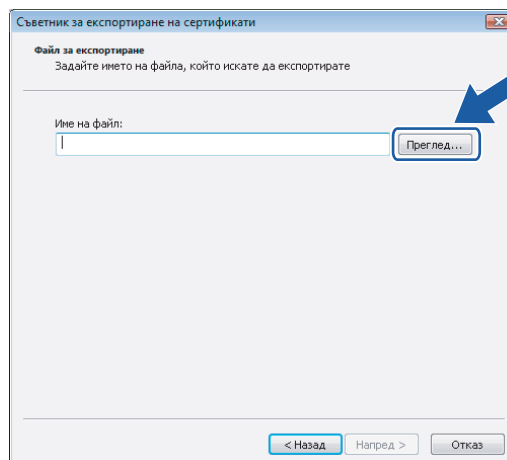 Съветник за експортиране на сертификати
Файл за експортиране
Задайте името на файла, който искате да експортирате
Име на файл:
Преглед...
< Назад
Напред >
Отказ